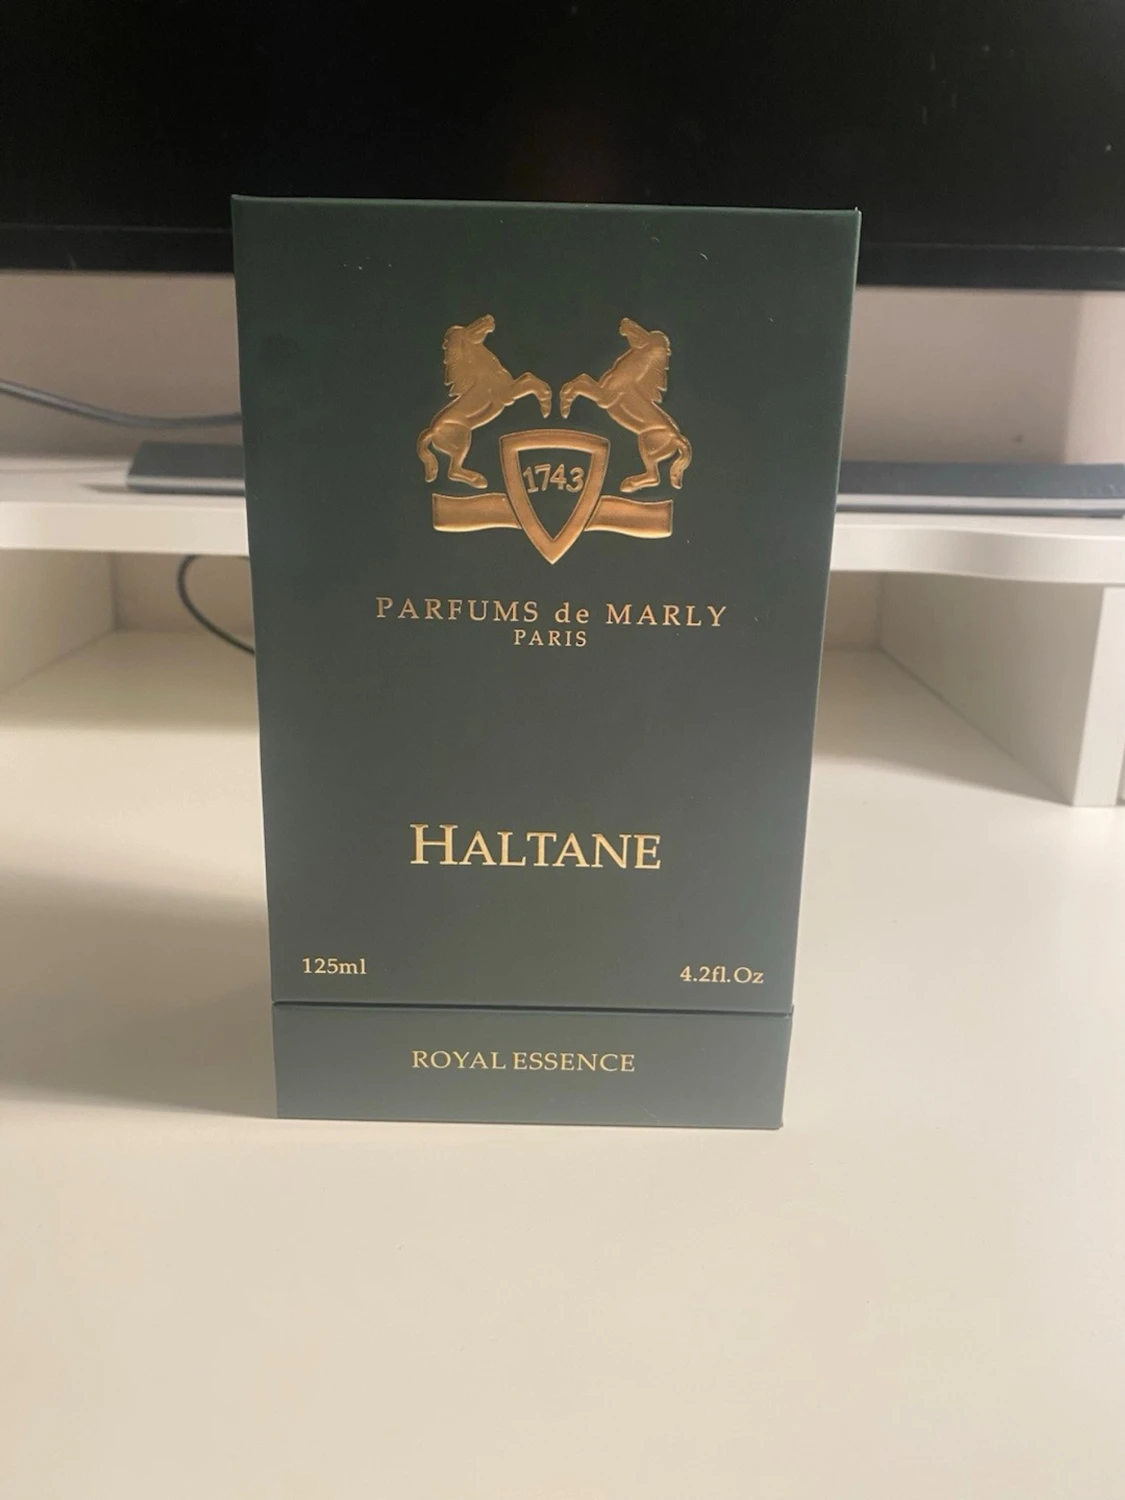 1743
PARFUMS de MARLY
PARIS
HALTANE
125ml 4.2fl.Oz
ROYAL ESSENCE